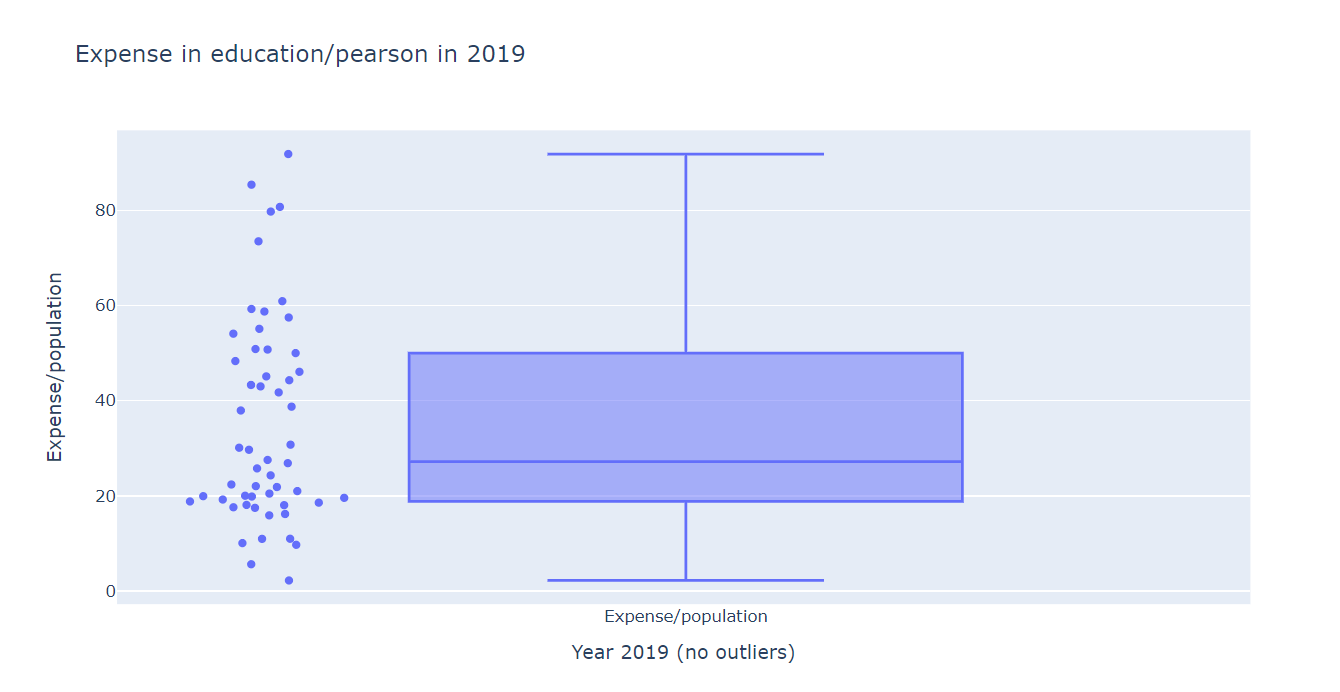 Expense in education/pearson in 2019
80
60
40
20
0
Expense/population
Expense/population
Year 2019 (no outliers)